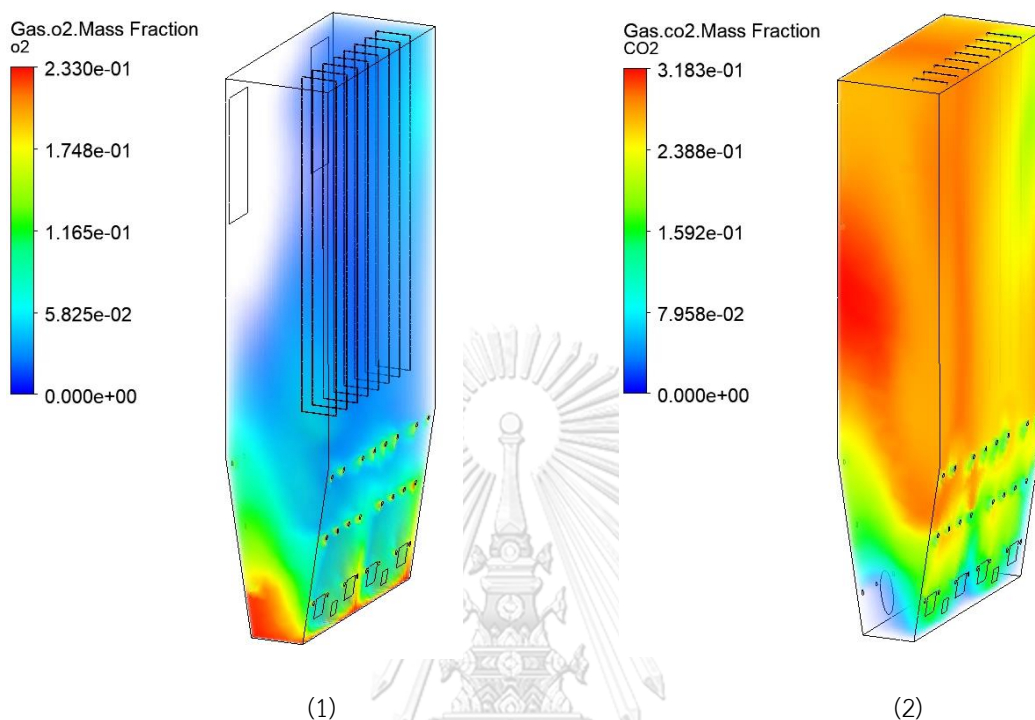 Gas.o2.Mass Fraction
o2
2.330e-01
1.748e-01
1.165e-01
5.825e-02
0.000e+00
(1)
Gas.co2.Mass Fraction
CO2
3.183e-01
2.388e-01
1.592e-01
7.958e-02
0.000e+00
(2)